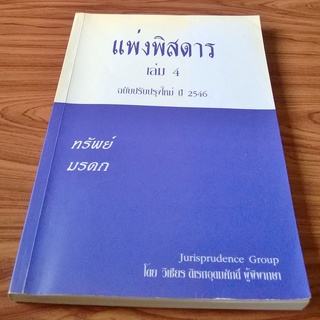 แพ่งพิสดาร
เล่ม 4
ฉบับปรับปรุงใหม่ ปี 2546
ทรัพย์
มรดก
Jurisprudence Group
โดย วิเชียร ดิเรกอุดมศักดิ์ ผู้พิพากษา